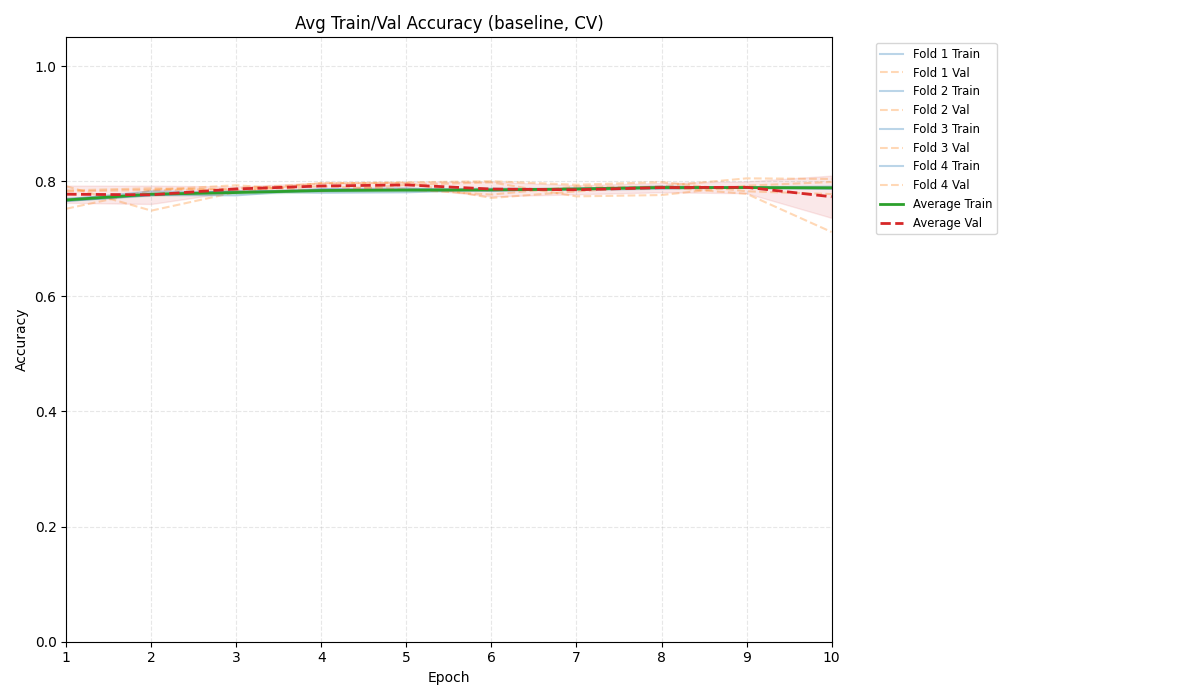 Avg Train/Val Accuracy (baseline, CV)
1.0
0.8
0.6
0.4
0.2
0.0
Accuracy
1 2 3 4 5 6 7 8 9 10
Epoch
Fold 1 Train
Fold 1 Val
Fold 2 Train
Fold 2 Val
Fold 3 Train
Fold 3 Val
Fold 4 Train
Fold 4 Val
Average Train
Average Val